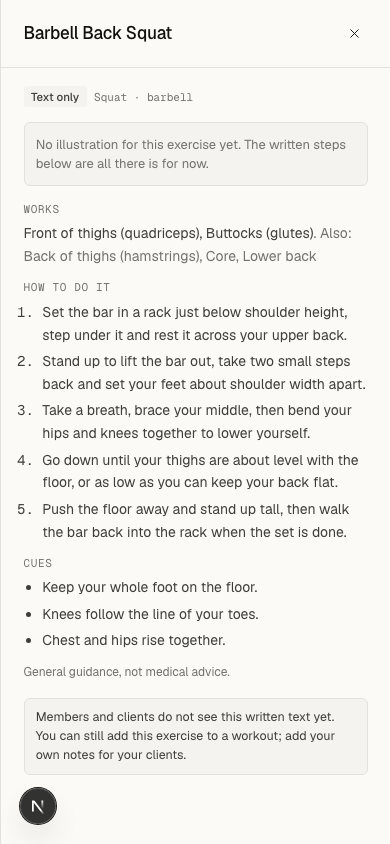 Barbell Back Squat
Text only Squat · barbell
No illustration for this exercise yet. The written steps
below are all there is for now.
WORKS
Front of thighs (quadriceps), Buttocks (glutes). Also:
Back of thighs (hamstrings), Core, Lower back
HOW TO DO IT
1. Set the bar in a rack just below shoulder height,
step under it and rest it across your upper back.
2. Stand up to lift the bar out, take two small steps
back and set your feet about shoulder width apart.
3. Take a breath, brace your middle, then bend your
hips and knees together to lower yourself.
4. Go down until your thighs are about level with the
floor, or as low as you can keep your back flat.
5. Push the floor away and stand up tall, then walk
the bar back into the rack when the set is done.
CUES
• Keep your whole foot on the floor.
• Knees follow the line of your toes.
• Chest and hips rise together.
General guidance, not medical advice.
Members and clients do not see this written text yet.
You can still add this exercise to a workout; add your
own notes for your clients.
N